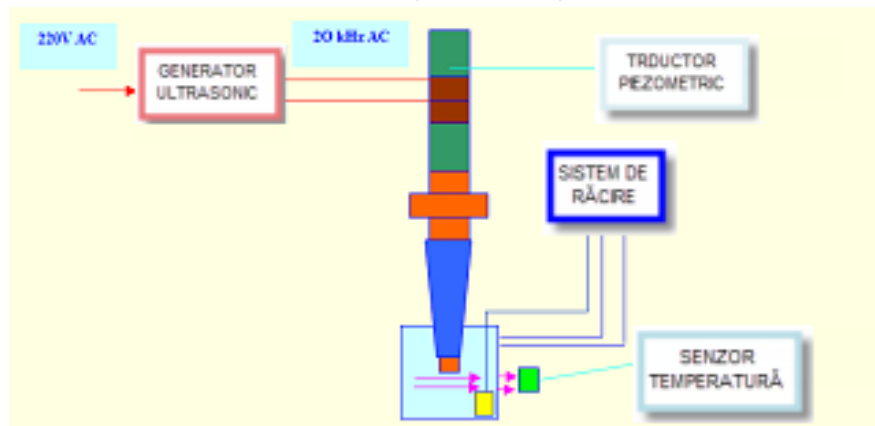 220V AC
20 kHz AC
GENERATOR
ULTRASONIC
TRDUCTOR
PIEZOMETRIC
SISTEM DE
RĂCIRE
SENZOR
TEMPERATURĂ